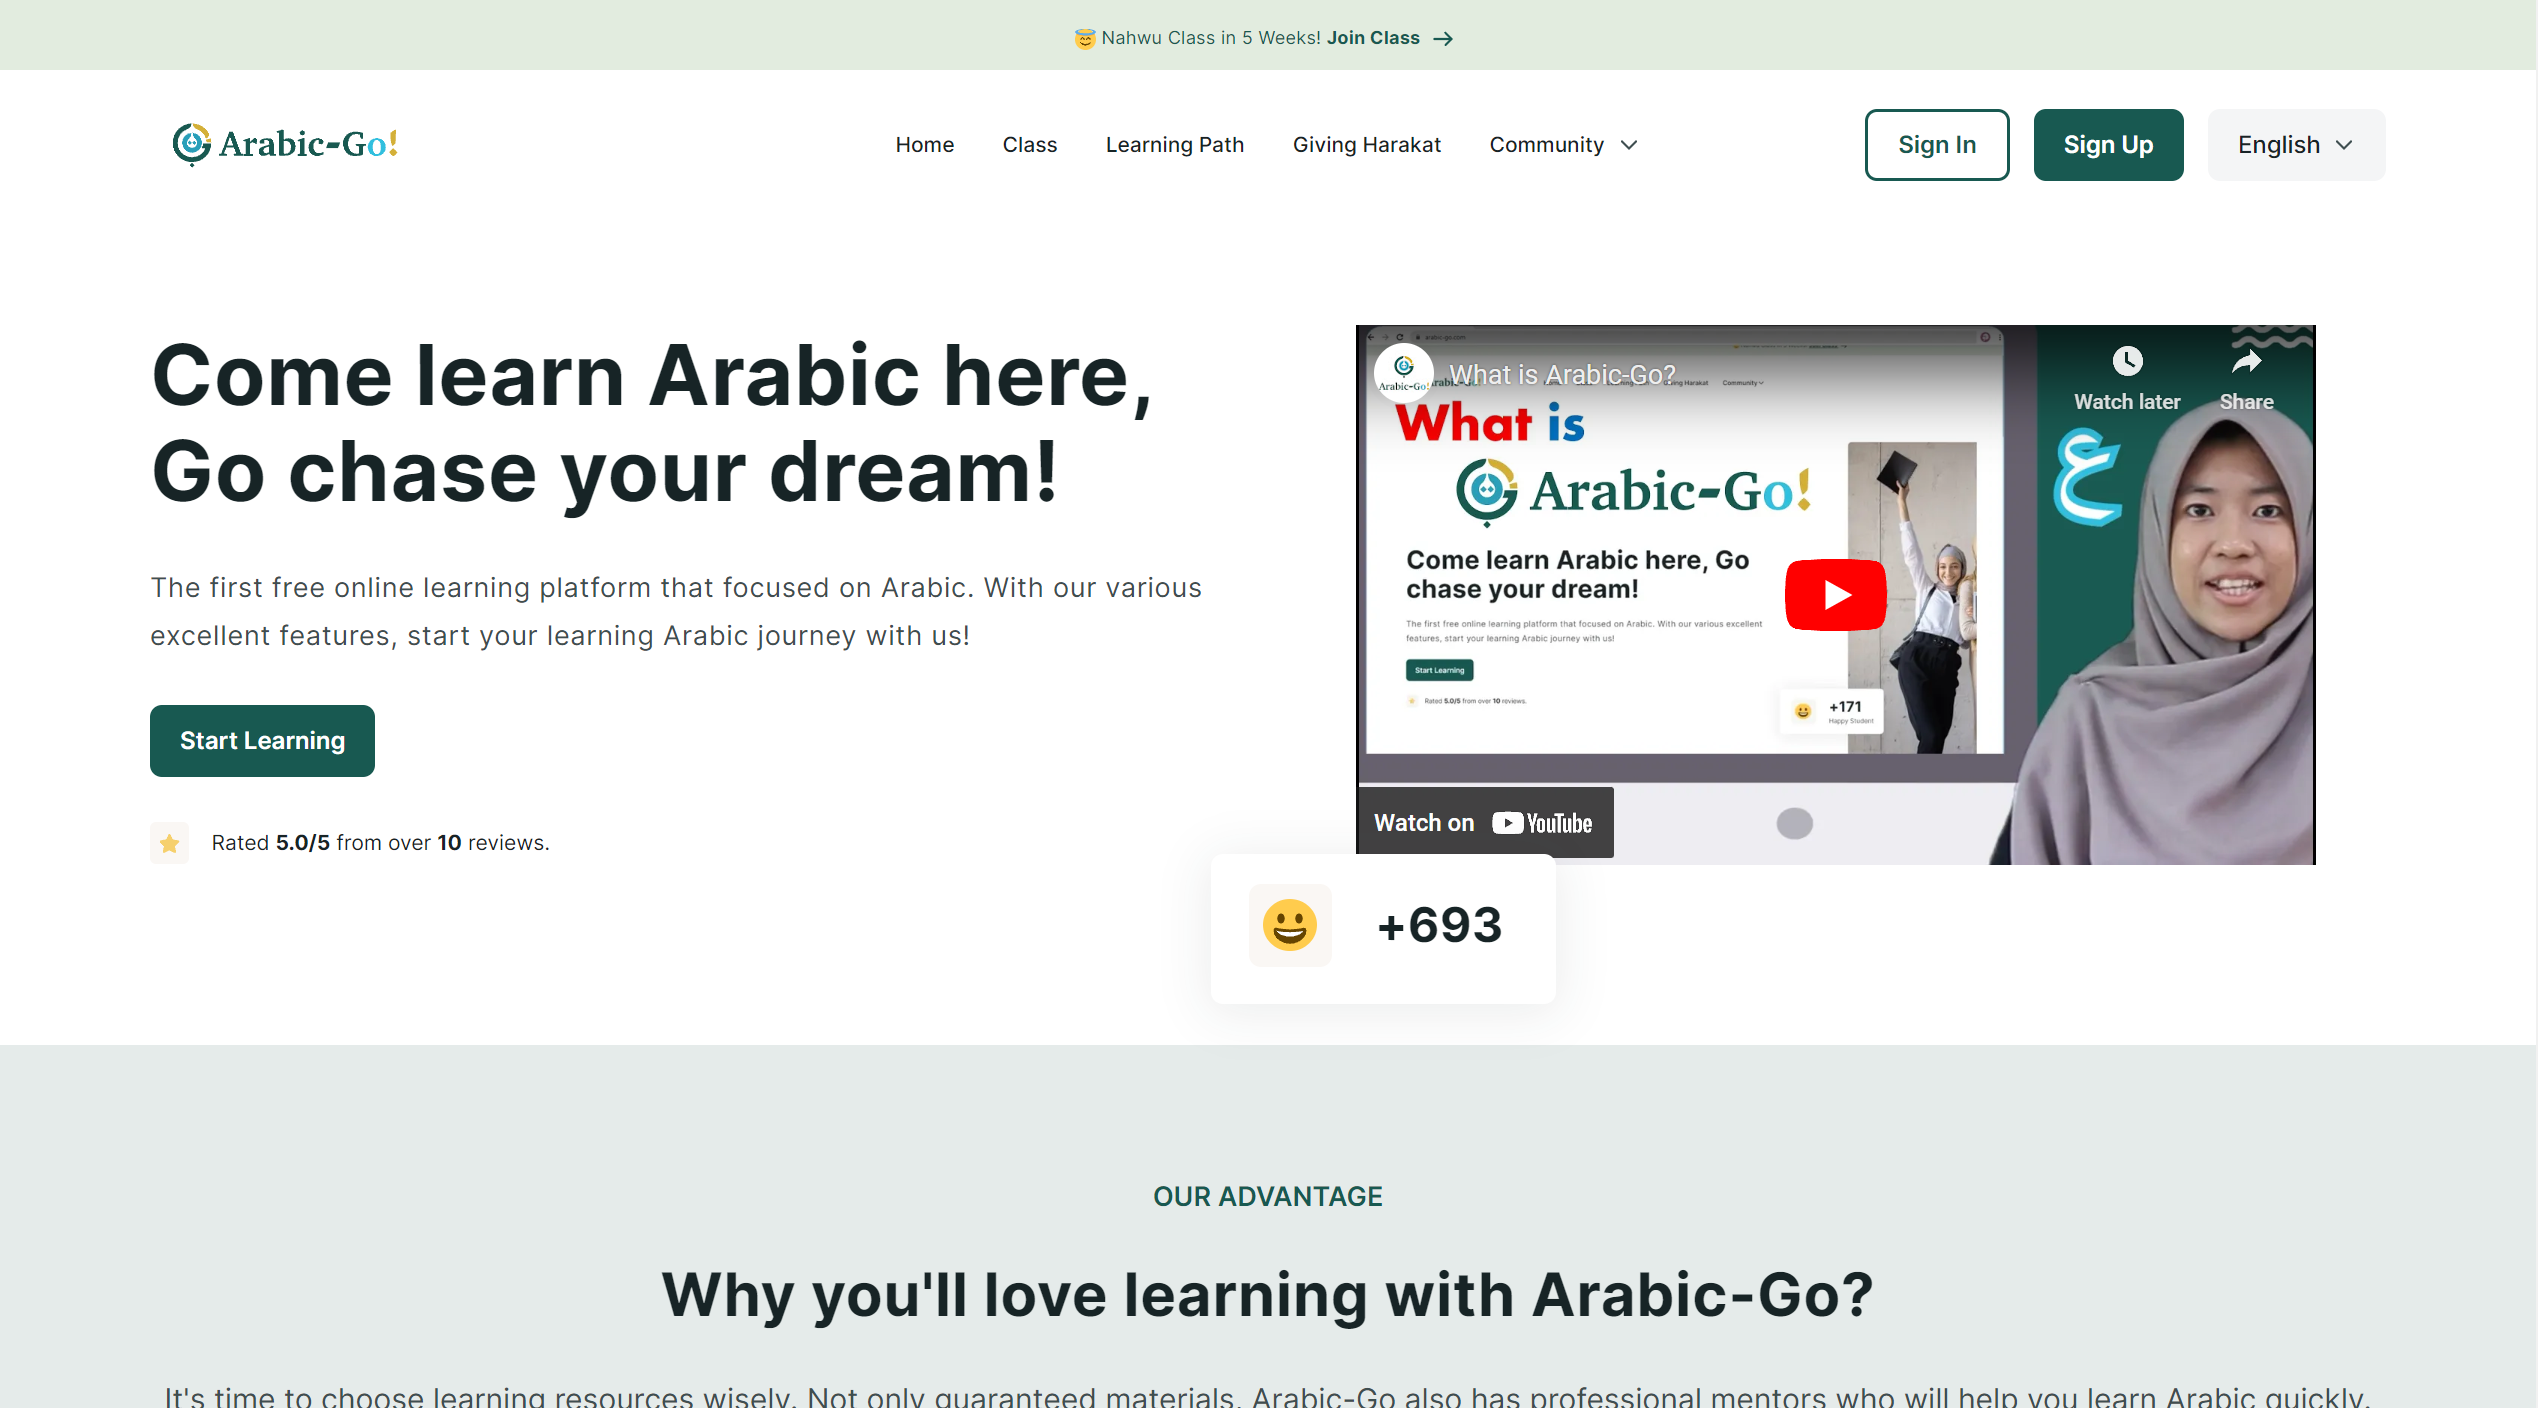 Nahwu Class in 5 Weeks! Join Class
Arabic-Go!
Home
Class
Learning Path
Giving Harakat
Community
Sign In
Sign Up
English
Come learn Arabic here,
Go chase your dream!
The first free online learning platform that focused on Arabic. With our various
excellent features, start your learning Arabic journey with us!
Start Learning
Rated 5.0/5 from over 10 reviews.
arabic-go.com
Arabic-Go!
What is Arabic-Go?
Giving Harakat
Community
Watch later
Share
What is
Arabic-Go!
ع
Come learn Arabic here, Go
chase your dream!
The first free online learning platform that focused on Arabic. With our various excellent
features, start your learning Arabic journey with us!
Start Learning
Rated 5.0/5 from over 10 reviews.
+171
Happy Student
Watch on YouTube
+693
OUR ADVANTAGE
Why you'll love learning with Arabic-Go?
It's time to choose learning resources wisely. Not only guaranteed materials, Arabic-Go also has professional mentors who will help you learn Arabic quickly.